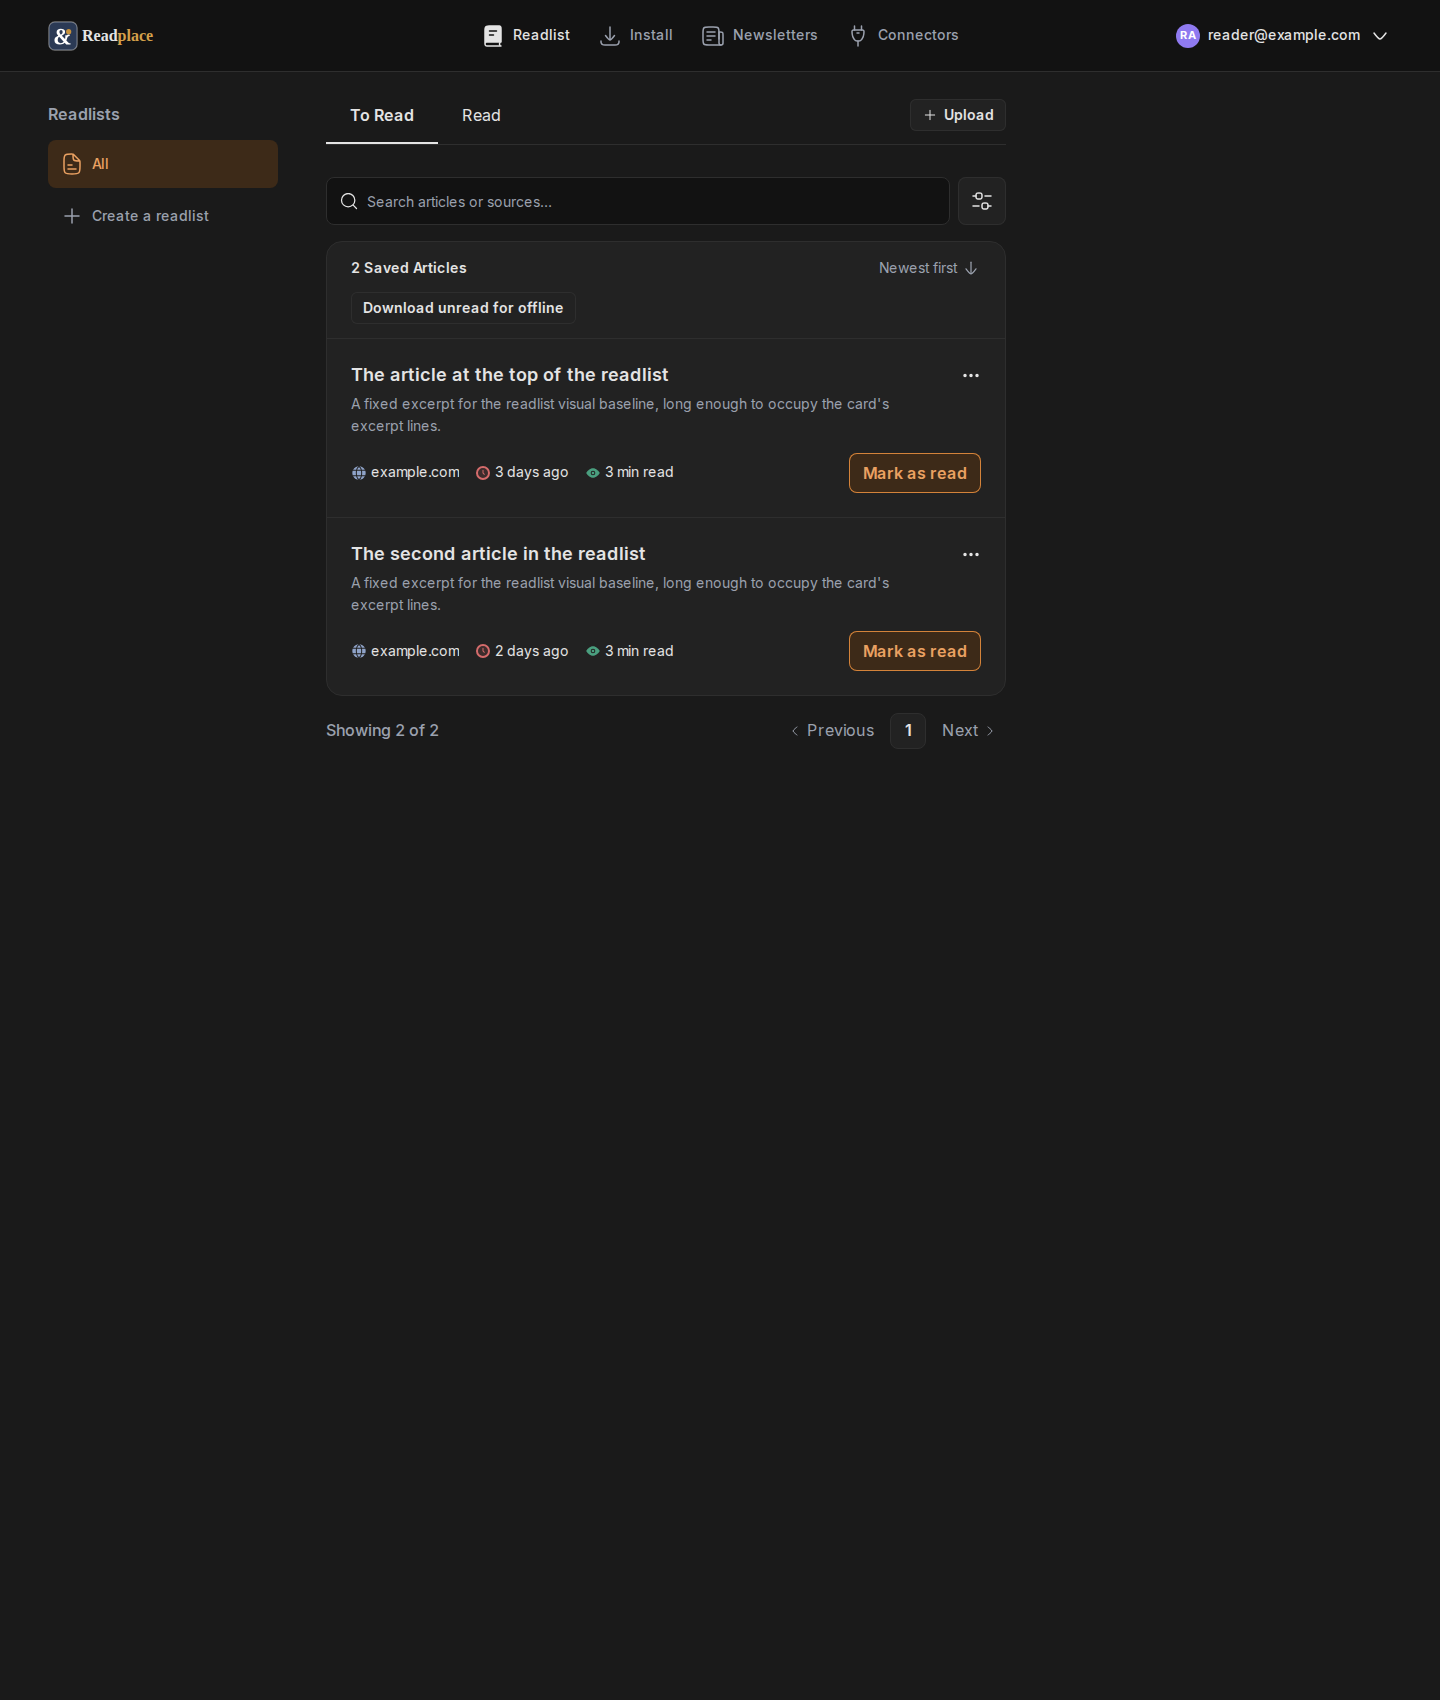 & Readplace
Readlist
Install
Newsletters
Connectors
RA
reader@example.com
Readlists
All
Create a readlist
To Read
Read
Upload
Search articles or sources...
2 Saved Articles
Newest first
Download unread for offline
The article at the top of the readlist
A fixed excerpt for the readlist visual baseline, long enough to occupy the card's
excerpt lines.
example.com
3 days ago
3 min read
Mark as read
The second article in the readlist
A fixed excerpt for the readlist visual baseline, long enough to occupy the card's
excerpt lines.
example.com
2 days ago
3 min read
Mark as read
Showing 2 of 2
Previous
1
Next